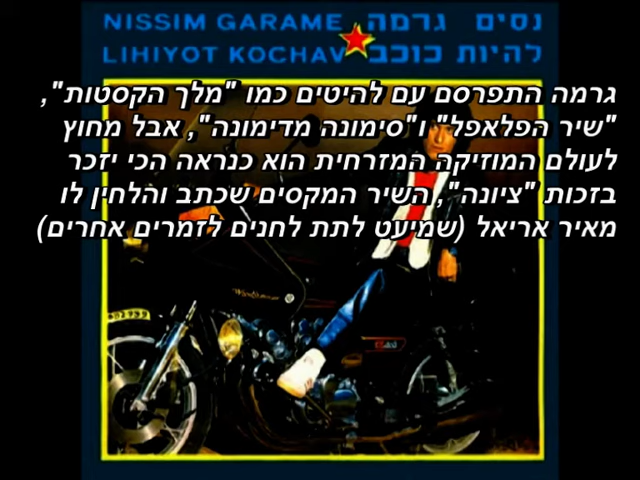 NISSIM GARAME נסים גרמה
LIHIYOT KOCHAV להיות כוכב
גרמה התפרסם עם להיטים כמו "מלך הקסטות",
"שיר הפלאפל" ו"סימונה מדימונה", אבל מחוץ
לעולם המוזיקה המזרחית הוא כנראה הכי יזכר
בזכות "ציונה", השיר המקסים שכתב והלחין לו
מאיר אריאל (שמיעט לתת לחנים לזמרים אחרים)